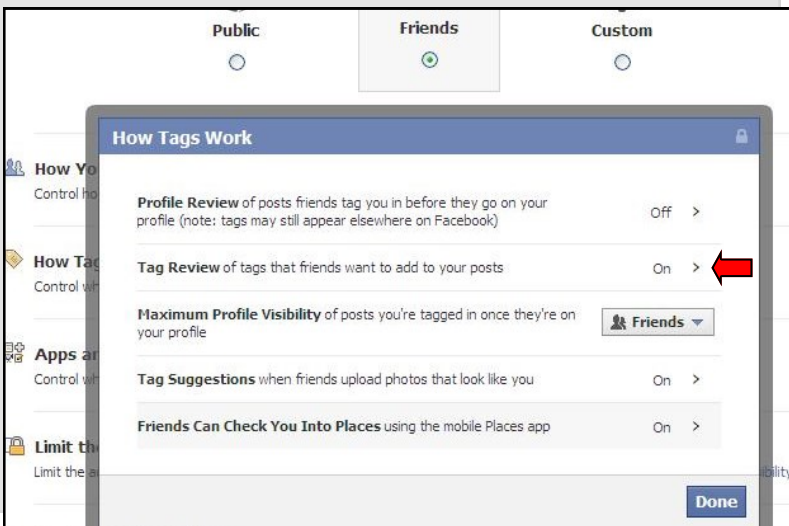 Public Friends Custom
How Tags Work
How Yo
Control ho
Profile Review of posts friends tag you in before they go on your
profile (note: tags may still appear elsewhere on Facebook)
Off >
How Tag
Control wh
Tag Review of tags that friends want to add to your posts
On >
Maximum Profile Visibility of posts you're tagged in once they're on
your profile
Friends
Apps an
Control wh
Tag Suggestions when friends upload photos that look like you
On >
Friends Can Check You Into Places using the mobile Places app
On >
Limit th
Limit the a
bility
Done